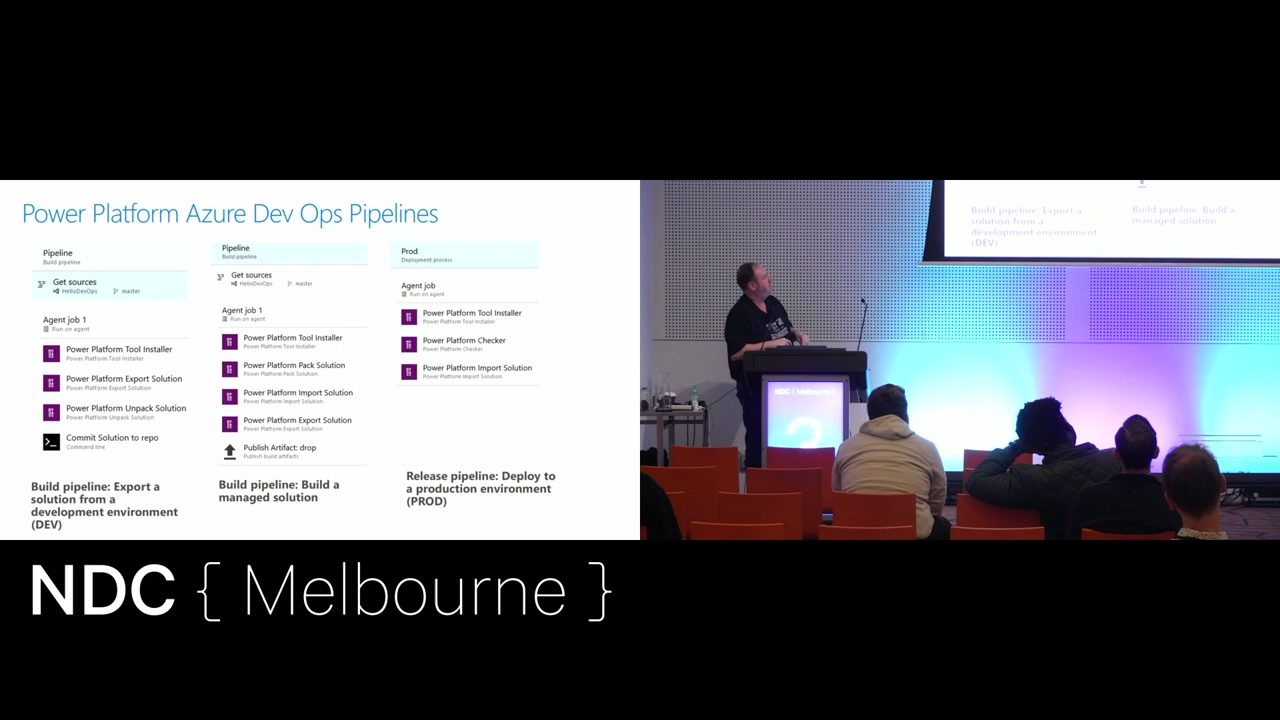 Power Platform Azure Dev Ops Pipelines
Pipeline
Build pipeline
Get sources
HelloDevOps master
Agent job 1
Run on agent
Power Platform Tool Installer
Power Platform Tool Installer
Power Platform Export Solution
Power Platform Export Solution
Power Platform Unpack Solution
Power Platform Unpack Solution
Commit Solution to repo
Command line
Build pipeline: Export a
solution from a
development environment
(DEV)
Pipeline
Build pipeline
Get sources
HelloDevOps master
Agent job 1
Run on agent
Power Platform Tool Installer
Power Platform Tool Installer
Power Platform Pack Solution
Power Platform Pack Solution
Power Platform Import Solution
Power Platform Import Solution
Power Platform Export Solution
Power Platform Export Solution
Publish Artifact: drop
Publish build artifacts
Build pipeline: Build a
managed solution
Prod
Deployment process
Agent job
Run on agent
Power Platform Tool Installer
Power Platform Tool Installer
Power Platform Checker
Power Platform Checker
Power Platform Import Solution
Power Platform Import Solution
Release pipeline: Deploy to
a production environment
(PROD)
Build pipeline: Export a
solution from a
development environment
(DEV)
Build pipeline: Build a
managed solution
NDC { Melbourne }
2
NDC { Melbourne }